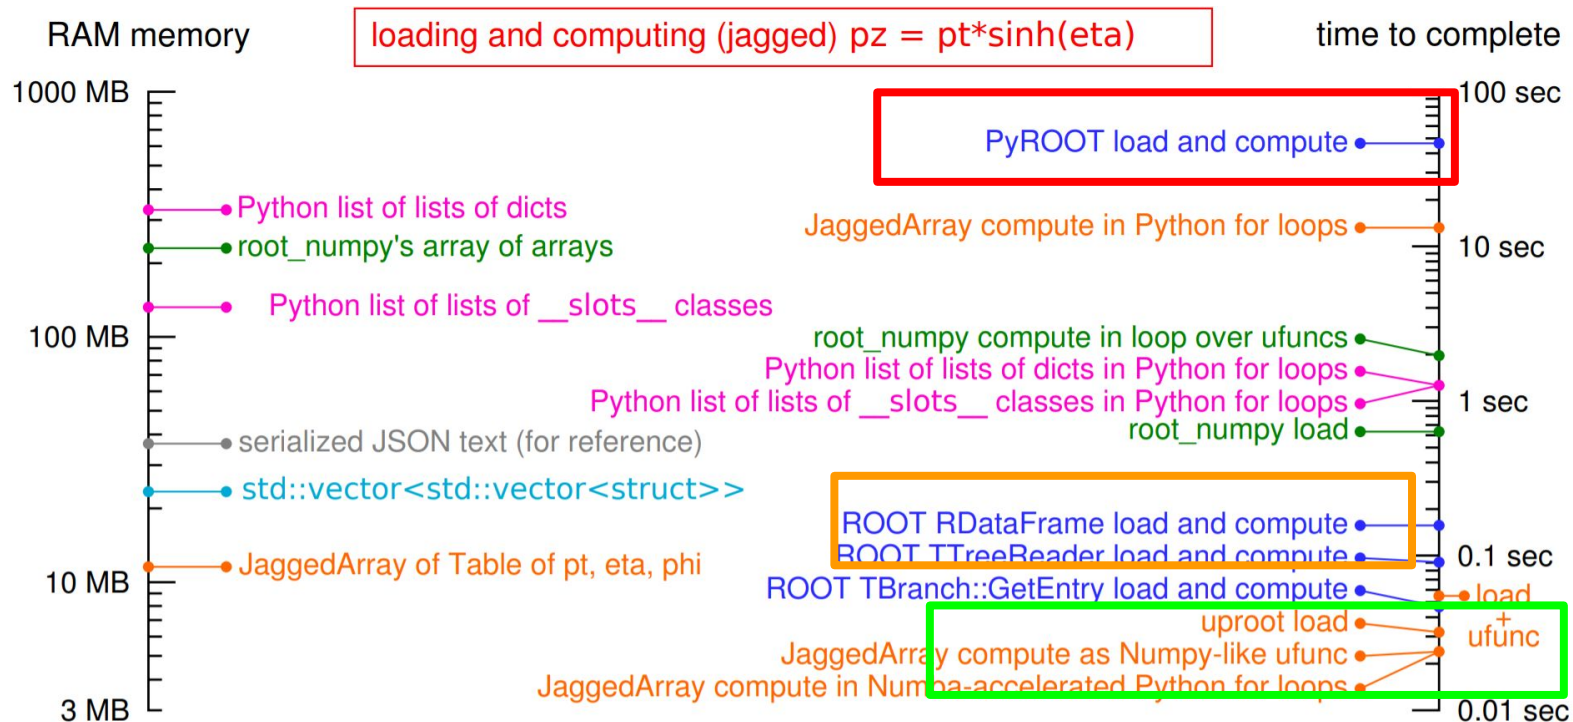 RAM memory
loading and computing (jagged) pz = pt*sinh(eta)
time to complete
1000 MB
100 sec
PyROOT load and compute
Python list of lists of dicts
JaggedArray compute in Python for loops
root_numpy's array of arrays
10 sec
Python list of lists of __slots__ classes
100 MB
root_numpy compute in loop over ufuncs
Python list of lists of dicts in Python for loops
Python list of lists of __slots__ classes in Python for loops
1 sec
root_numpy load
serialized JSON text (for reference)
std::vector<std::vector<struct>>
ROOT RDataFrame load and compute
ROOT TTreeReader load and compute
0.1 sec
JaggedArray of Table of pt, eta, phi
10 MB
ROOT TBranch::GetEntry load and compute
load
+
ufunc
uproot load
JaggedArray compute as Numpy-like ufunc
JaggedArray compute in Numba-accelerated Python for loops
3 MB
0.01 sec